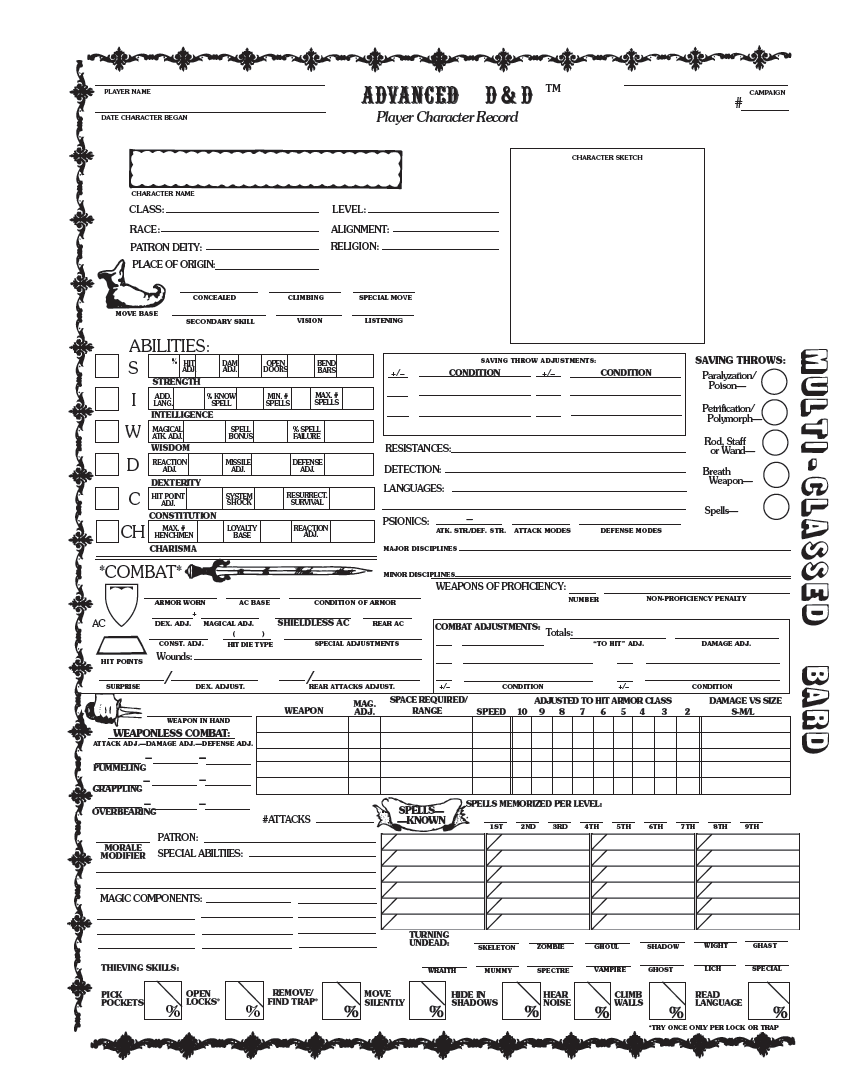 ADVANCED D & D ™
Player Character Record
PLAYER NAME
DATE CHARACTER BEGAN
CAMPAIGN
#
CHARACTER NAME
CLASS:
LEVEL:
RACE:
ALIGNMENT:
PATRON DEITY:
RELIGION:
PLACE OF ORIGIN:
CHARACTER SKETCH
MOVE BASE
CONCEALED CLIMBING SPECIAL MOVE
SECONDARY SKILL VISION LISTENING
ABILITIES:
S % HIT ADJ. DAM ADJ. OPEN DOORS BEND BARS
STRENGTH
I ADD. LANG. % KNOW SPELL MIN. # SPELLS MAX. # SPELLS
INTELLIGENCE
W MAGICAL ATK. ADJ. SPELL BONUS % SPELL FAILURE
WISDOM
D REACTION ADJ. MISSILE ADJ. DEFENSE ADJ.
DEXTERITY
C HIT POINT ADJ. SYSTEM SHOCK RESURRECT. SURVIVAL
CONSTITUTION
CH MAX. # HENCHMEN LOYALTY BASE REACTION ADJ.
CHARISMA
SAVING THROW ADJUSTMENTS:
+/– CONDITION +/– CONDITION
SAVING THROWS:
Paralyzation/
Poison—
Petrification/
Polymorph—
Rod, Staff
or Wand—
Breath
Weapon—
Spells—
RESISTANCES:
DETECTION:
LANGUAGES:
PSIONICS: –
ATK. STR./DEF. STR. ATTACK MODES DEFENSE MODES
MAJOR DISCIPLINES
MINOR DISCIPLINES
MULTI-CLASSSED BARD
*COMBAT*
AC
ARMOR WORN AC BASE CONDITION OF ARMOR
+
DEX. ADJ. MAGICAL ADJ. SHIELDLESS AC REAR AC
( )
CONST. ADJ. HIT DIE TYPE SPECIAL ADJUSTMENTS
HIT POINTS
Wounds:
/ /
SURPRISE DEX. ADJUST. REAR ATTACKS ADJUST.
WEAPONS OF PROFICIENCY:
NUMBER NON-PROFICIENCY PENALTY
COMBAT ADJUSTMENTS:
Totals:
"TO HIT" ADJ. DAMAGE ADJ.
+/– CONDITION +/– CONDITION
WEAPON IN HAND
WEAPONLESS COMBAT:
ATTACK ADJ.—DAMAGE ADJ.—DEFENSE ADJ.
– –
PUMMELING
– –
GRAPPLING
– –
OVERBEARING
WEAPON
MAG. ADJ.
SPACE REQUIRED/
RANGE
SPEED
ADJUSTED TO HIT ARMOR CLASS
10 9 8 7 6 5 4 3 2
DAMAGE VS SIZE
S-M/L
#ATTACKS
SPELLS—
—KNOWN
SPELLS MEMORIZED PER LEVEL:
1ST 2ND 3RD 4TH 5TH 6TH 7TH 8TH 9TH
MORALE
MODIFIER
PATRON:
SPECIAL ABILTIIES:
MAGIC COMPONENTS:
TURNING
UNDEAD:
SKELETON ZOMBIE GHOUL SHADOW WIGHT GHAST
WRAITH MUMMY SPECTRE VAMPIRE GHOST LICH SPECIAL
THIEVING SKILLS:
PICK POCKETS %
OPEN LOCKS* %
REMOVE/ FIND TRAP* %
MOVE SILENTLY %
HIDE IN SHADOWS %
HEAR NOISE %
CLIMB WALLS %
READ LANGUAGE %
*TRY ONCE ONLY PER LOCK OR TRAP